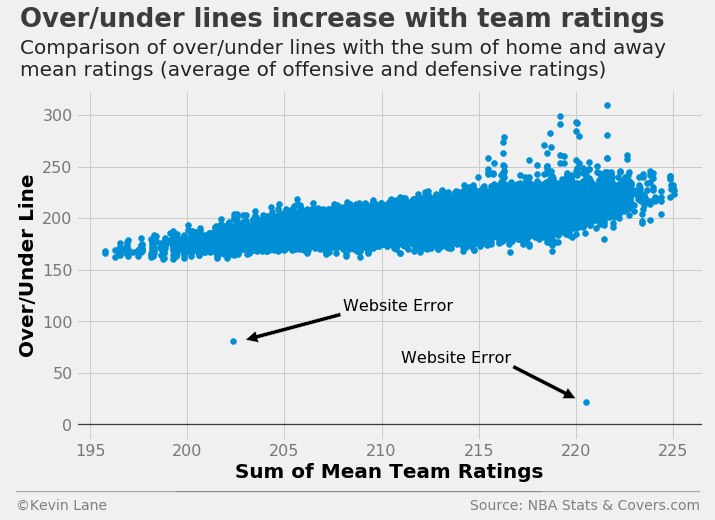 Over/under lines increase with team ratings
Comparison of over/under lines with the sum of home and away
mean ratings (average of offensive and defensive ratings)
300
250
200
150
100
50
0
Over/Under Line
Website Error
Website Error
195 200 205 210 215 220 225
Sum of Mean Team Ratings
©Kevin Lane Source: NBA Stats & Covers.com